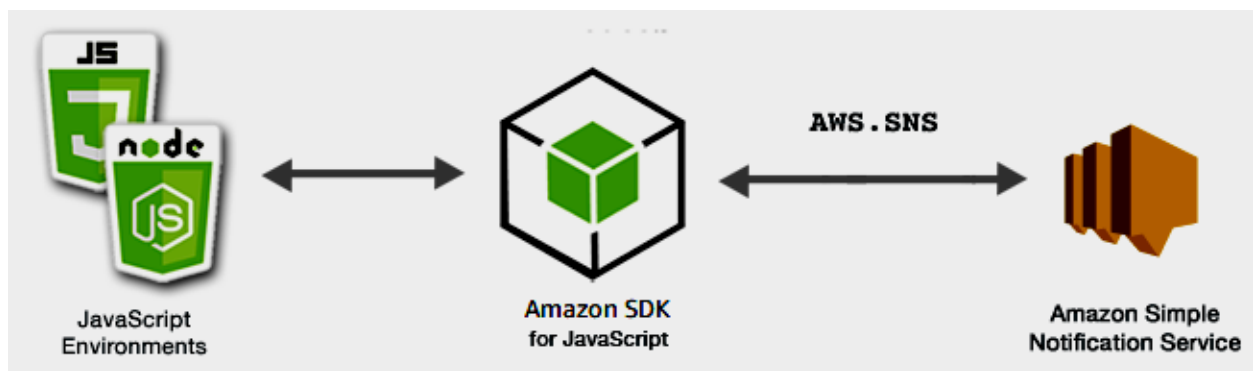 JS
node
JS
AWS.SNS
JavaScript
Environments
Amazon SDK
for JavaScript
Amazon Simple
Notification Service